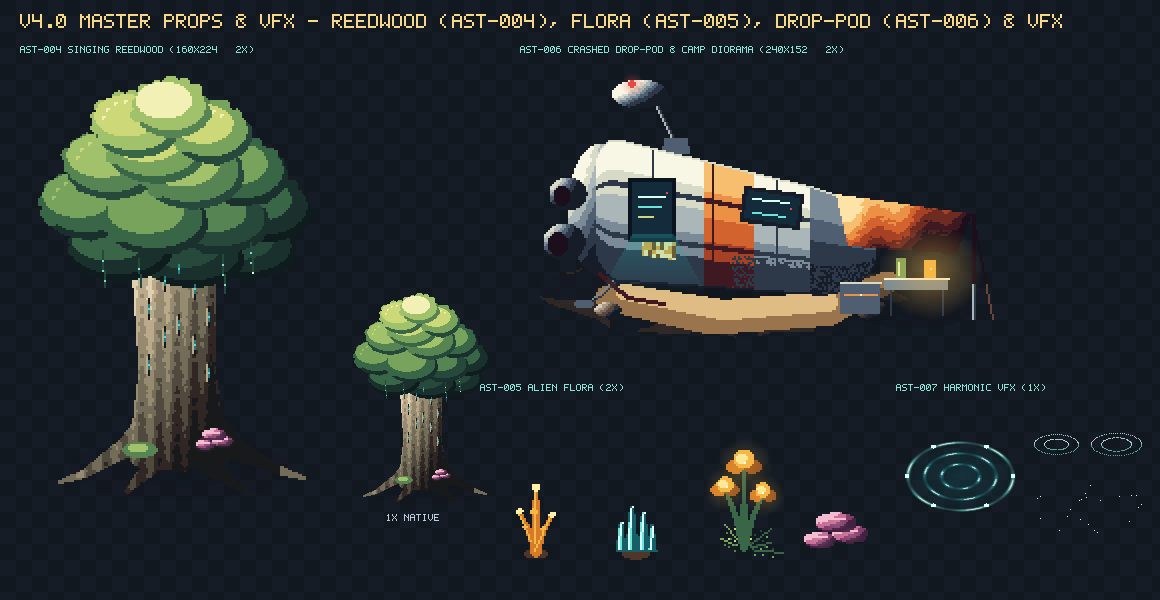 V4.0 MASTER PROPS & VFX - REEDWOOD (AST-004), FLORA (AST-005), DROP-POD (AST-006) & VFX
AST-004 SINGING REEDWOOD (160X224 2X)
AST-006 CRASHED DROP-POD & CAMP DIORAMA (240X152 2X)
AST-005 ALIEN FLORA (2X)
AST-007 HARMONIC VFX (1X)
1X NATIVE